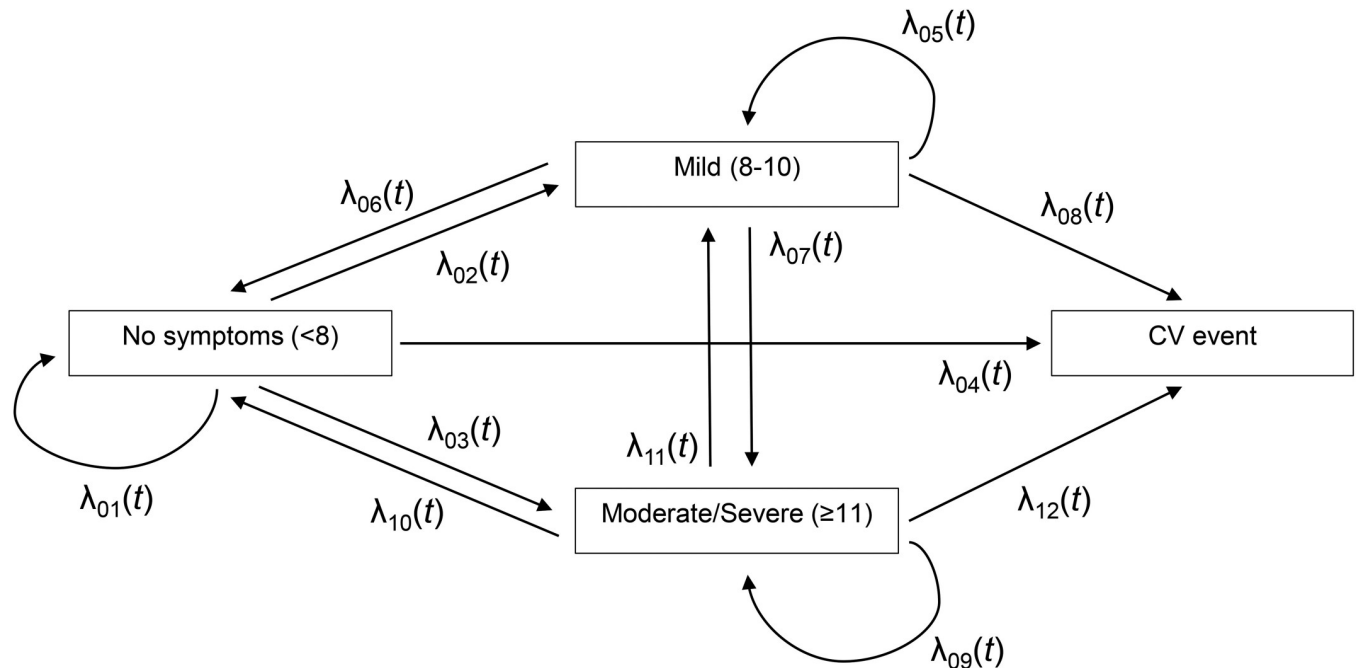 λ05(t)
Mild (8-10)
λ06(t)
λ08(t)
λ02(t)
λ07(t)
No symptoms (<8)
CV event
λ04(t)
λ03(t)
λ11(t)
λ01(t)
λ10(t)
Moderate/Severe (≥11)
λ12(t)
λ09(t)